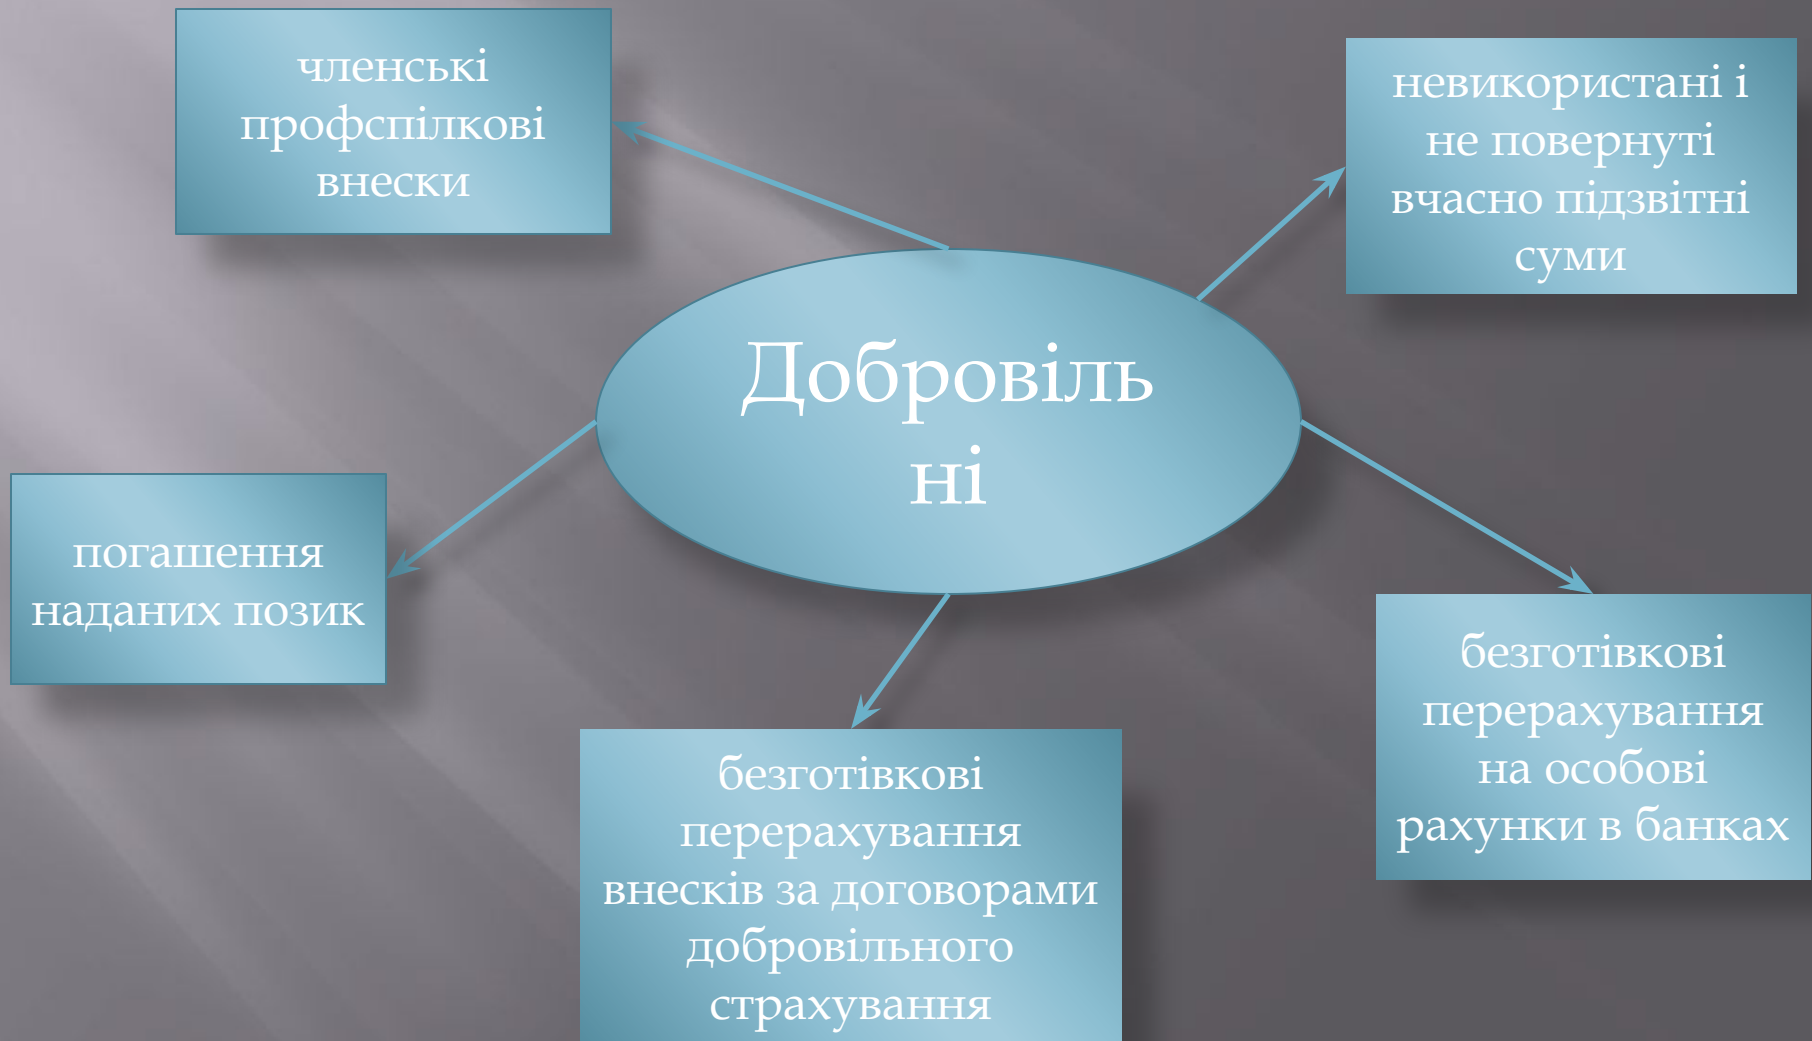 членські
профспілкові
внески
невикористані і
не повернуті
вчасно підзвітні
суми
Добровіль
ні
погашення
наданих позик
безготівкові
перерахування
на особові
рахунки в банках
безготівкові
перерахування
внесків за договорами
добровільного
страхування